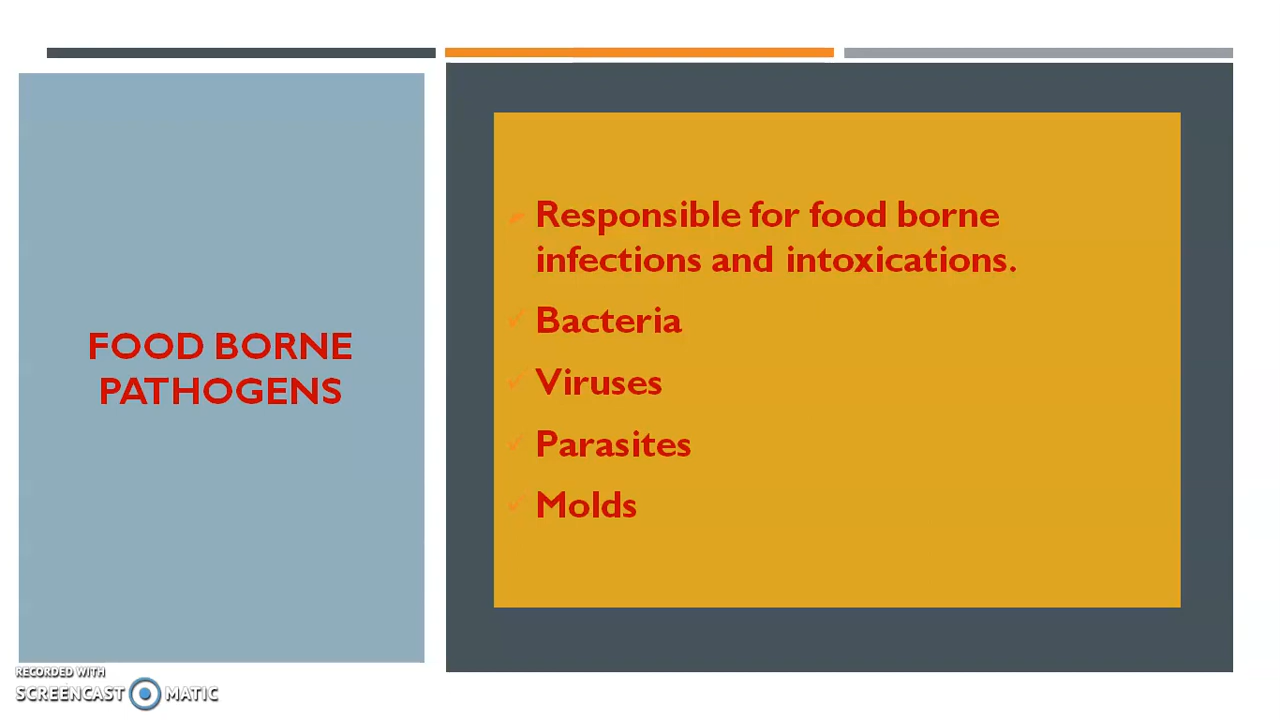 FOOD BORNE
PATHOGENS
Responsible for food borne
infections and intoxications.
Bacteria
Viruses
Parasites
Molds
RECORDED WITH
SCREENCAST MATIC